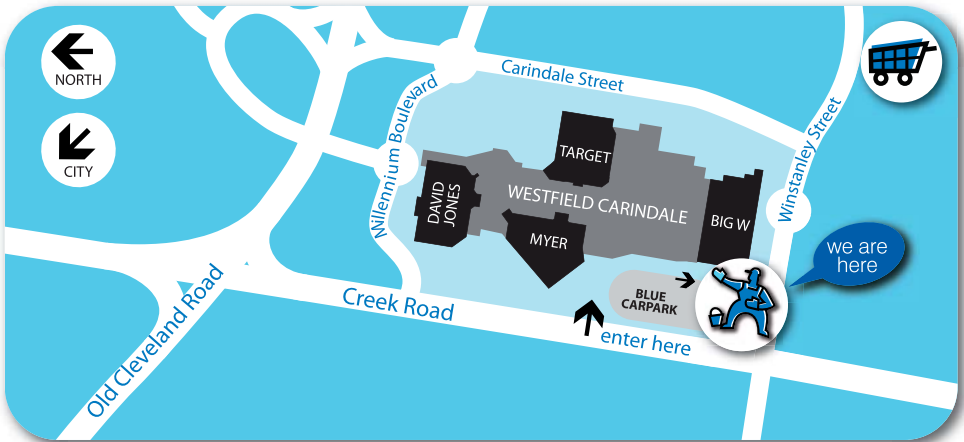 NORTH
CITY
Carindale Street
Millennium Boulevard
Winstanley Street
TARGET
DAVID
JONES
WESTFIELD CARINDALE
MYER
BIG W
we are
here
BLUE
CARPARK
Creek Road
enter here
Old Cleveland Road